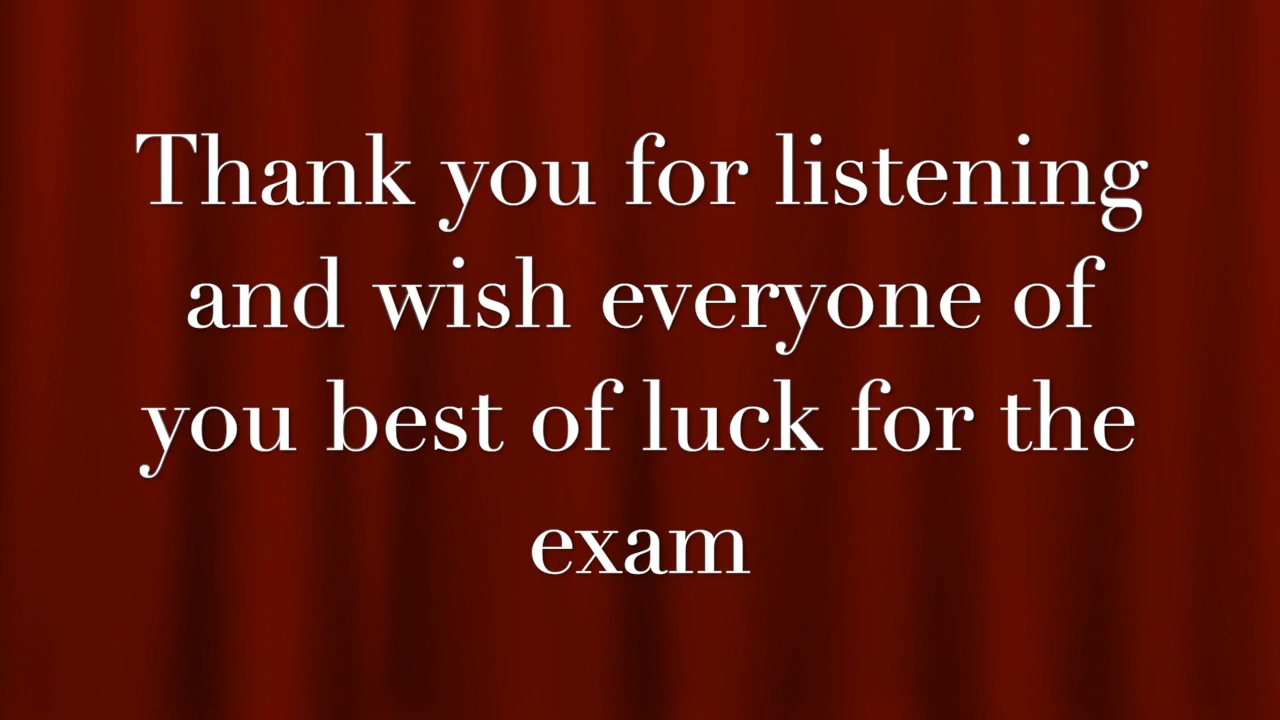 Thank you for listening
and wish everyone of
you best of luck for the
exam